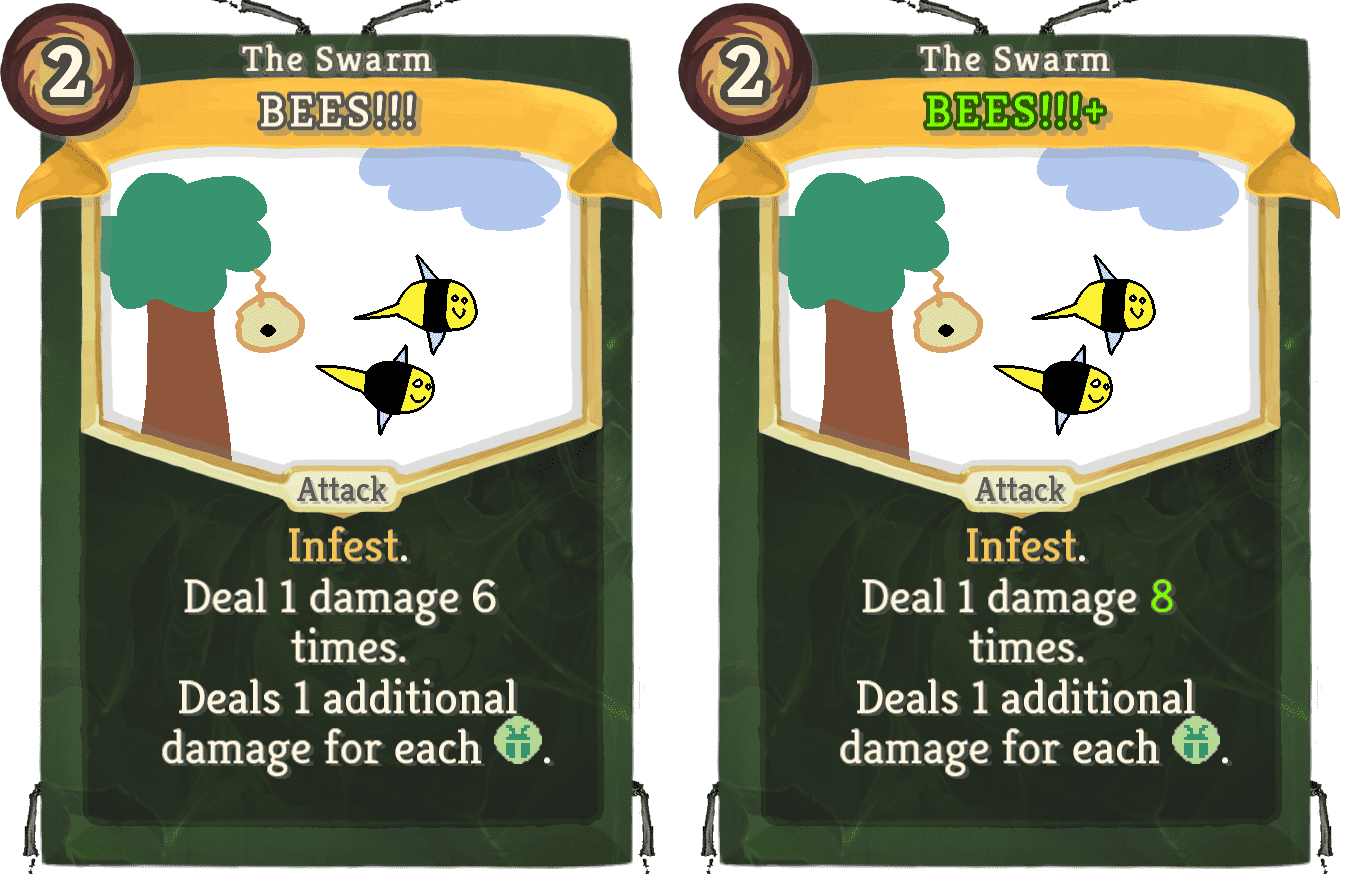 2
The Swarm
BEES!!!
Attack
Infest.
Deal 1 damage 6
times.
Deals 1 additional
damage for each .
2
The Swarm
BEES!!!+
Attack
Infest.
Deal 1 damage 8
times.
Deals 1 additional
damage for each .